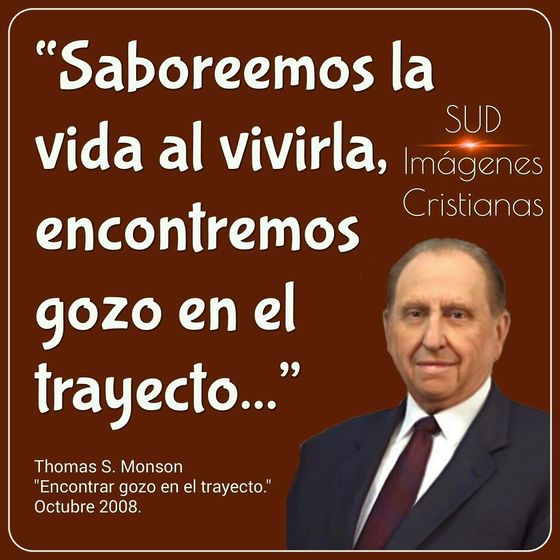 “Saboreemos la
vida al vivirla,
encontremos
gozo en el
trayecto...”
SUD
Imágenes
Cristianas
Thomas S. Monson
"Encontrar gozo en el trayecto."
Octubre 2008.